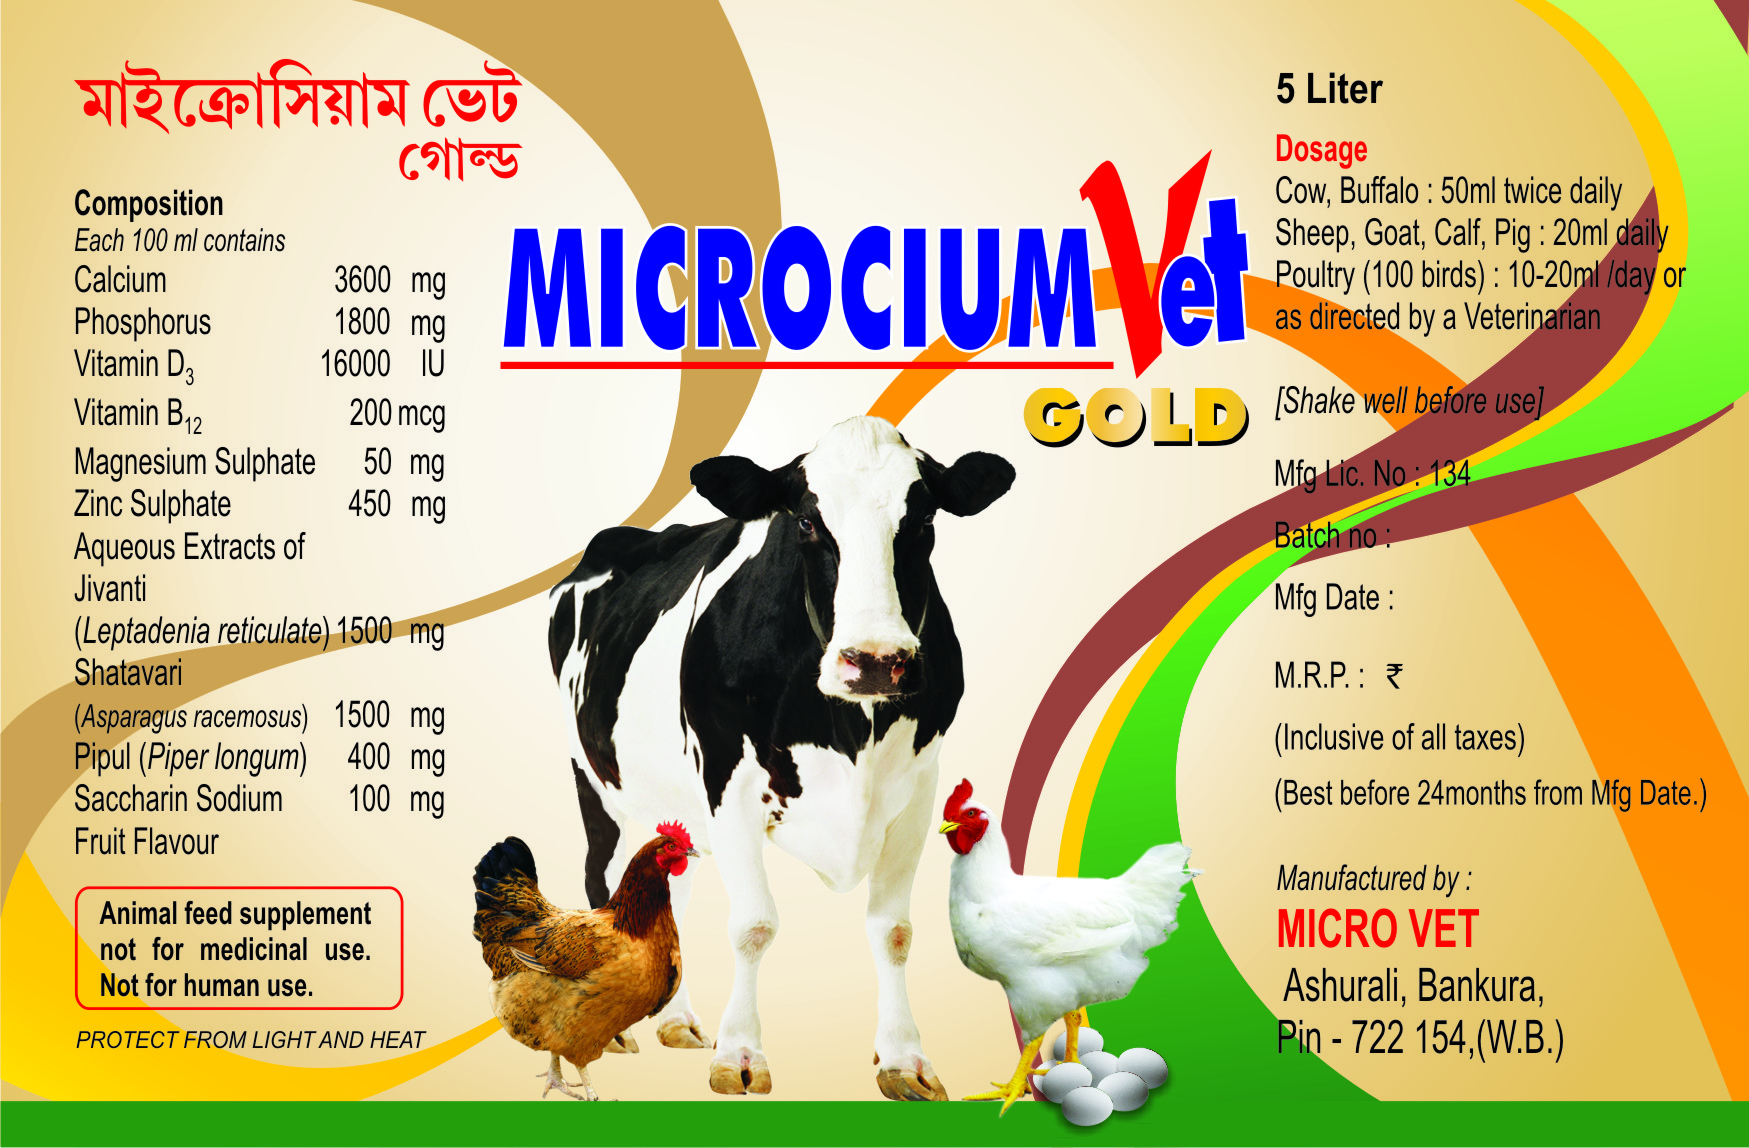 মাইক্রোসিয়াম ভেট
গোল্ড
Composition
Each 100 ml contains
Calcium 3600 mg
Phosphorus 1800 mg
Vitamin D3 16000 IU
Vitamin B12 200 mcg
Magnesium Sulphate 50 mg
Zinc Sulphate 450 mg
Aqueous Extracts of
Jivanti
(Leptadenia reticulate) 1500 mg
Shatavari
(Asparagus racemosus) 1500 mg
Pipul (Piper longum) 400 mg
Saccharin Sodium 100 mg
Fruit Flavour
Animal feed supplement
not for medicinal use.
Not for human use.
PROTECT FROM LIGHT AND HEAT
MICROCIUM Vet
GOLD
5 Liter
Dosage
Cow, Buffalo : 50ml twice daily
Sheep, Goat, Calf, Pig : 20ml daily
Poultry (100 birds) : 10-20ml /day or
as directed by a Veterinarian
[Shake well before use]
Mfg Lic. No : 134
Batch no :
Mfg Date :
M.R.P. : ₹
(Inclusive of all taxes)
(Best before 24months from Mfg Date.)
Manufactured by :
MICRO VET
Ashurali, Bankura,
Pin - 722 154,(W.B.)